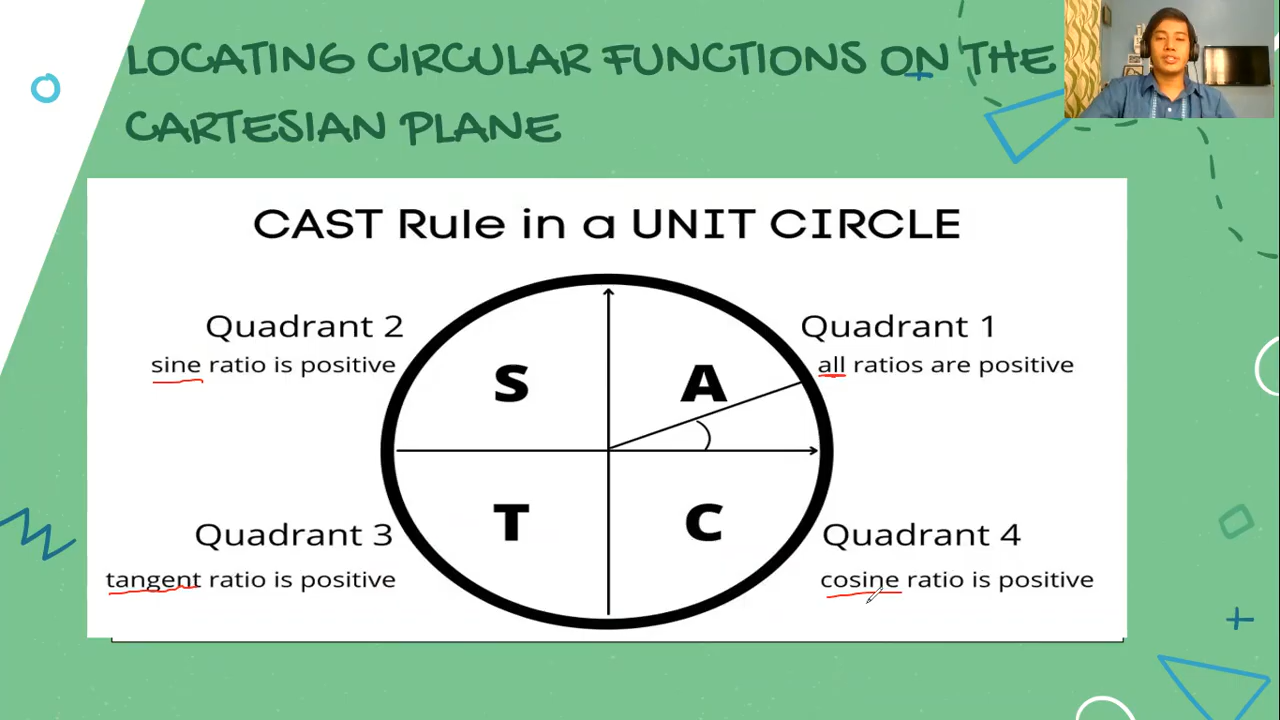 LOCATING CIRCULAR FUNCTIONS ON THE
CARTESIAN PLANE
CAST Rule in a UNIT CIRCLE
Quadrant 2
sine ratio is positive
Quadrant 1
all ratios are positive
S
A
T
C
Quadrant 3
tangent ratio is positive
Quadrant 4
cosine ratio is positive